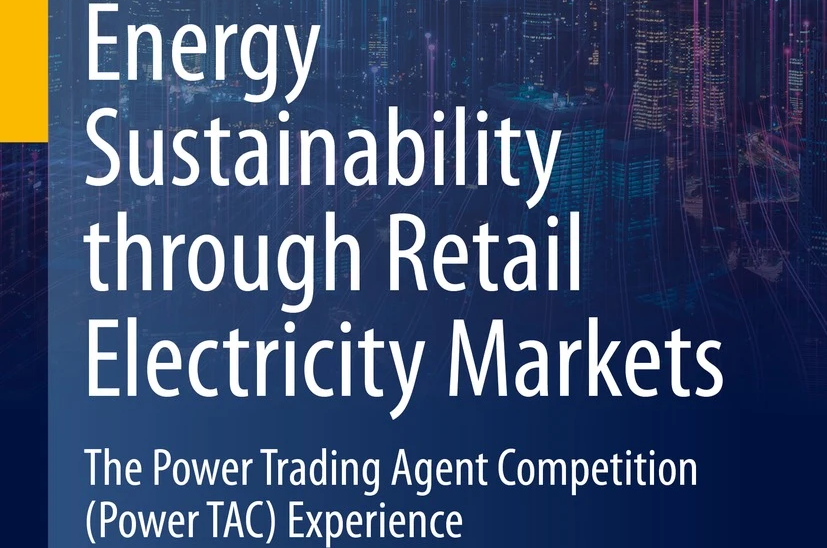 Energy
Sustainability
through Retail
Electricity Markets
The Power Trading Agent Competition
(Power TAC) Experience